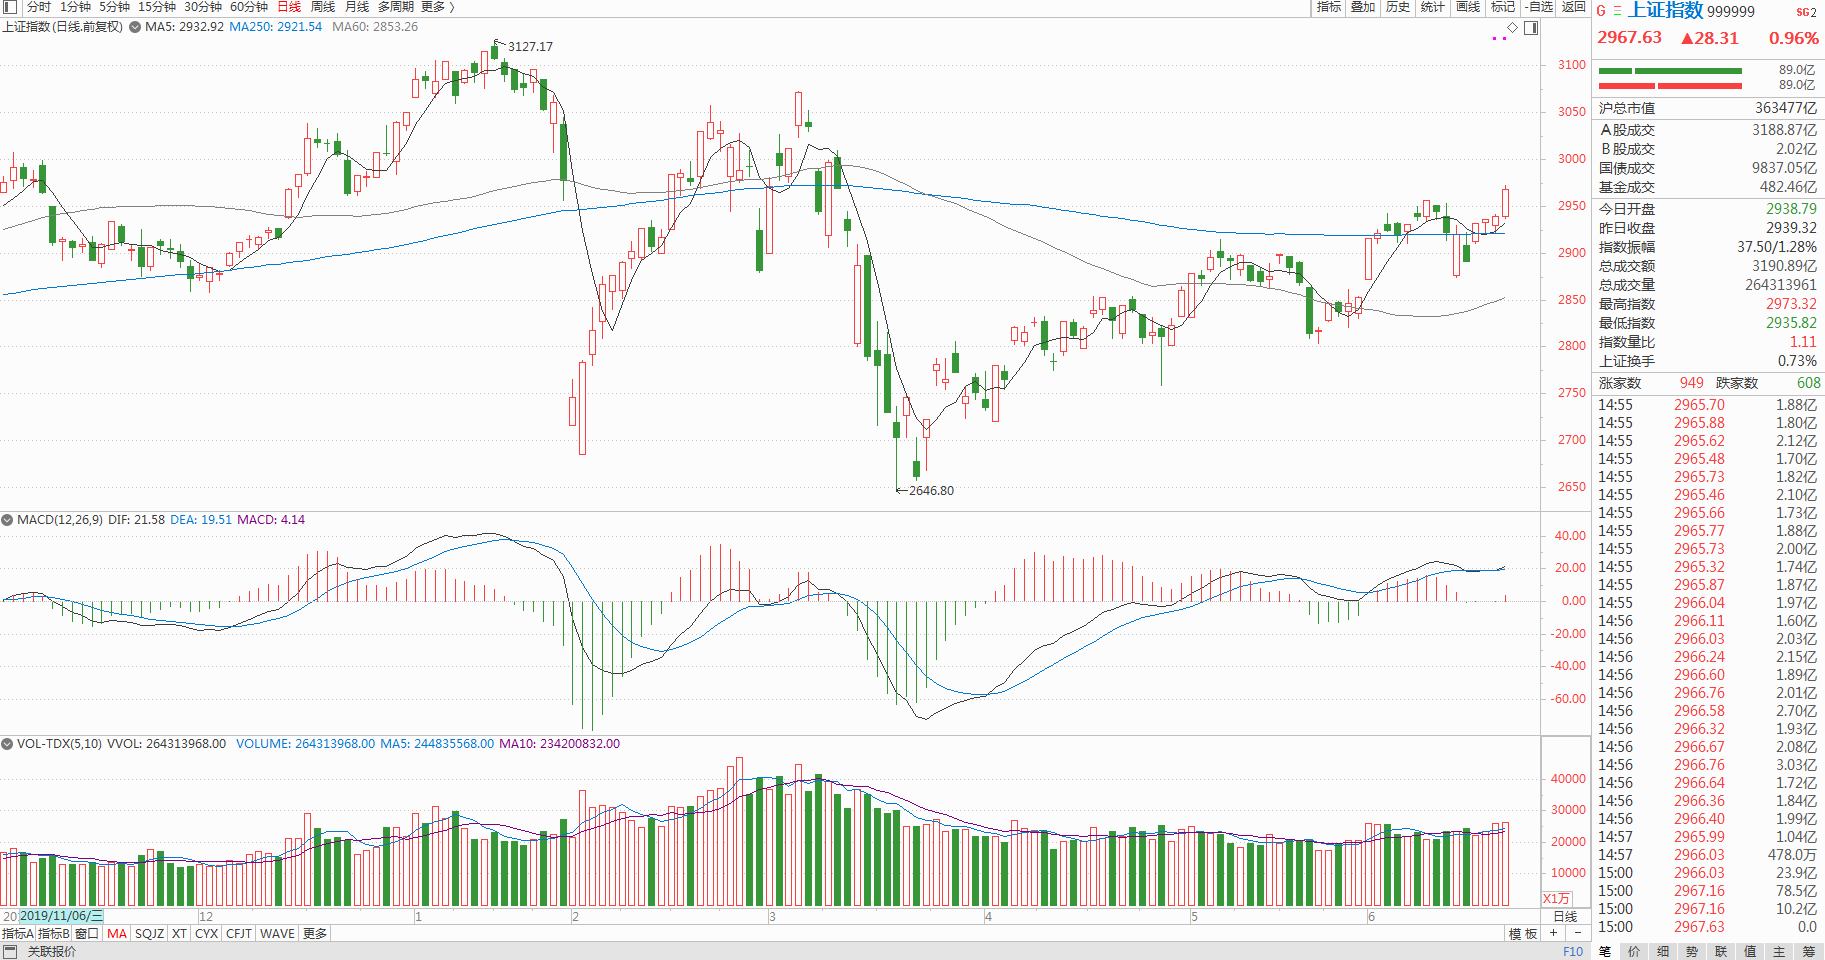 分时 1分钟 5分钟 15分钟 30分钟 60分钟 日线 周线 月线 多周期 更多 〉
指标 叠加 历史 统计 画线 标记 -自选 返回
上证指数(日线,前复权) MA5: 2932.92 MA250: 2921.54 MA60: 2853.26
3127.17
2646.80
3100
3050
3000
2950
2900
2850
2800
2750
2700
2650
MACD(12,26,9) DIF: 21.58 DEA: 19.51 MACD: 4.14
40.00
20.00
0.00
-20.00
-40.00
-60.00
VOL-TDX(5,10) VVOL: 264313968.00 VOLUME: 264313968.00 MA5: 244835568.00 MA10: 234200832.00
40000
30000
20000
10000
X1万
20 2019/11/06/三 12 1 2 3 4 5 6 日线
指标A 指标B 窗口 MA SQJZ XT CYX CFJT WAVE 更多 模 板 + -
关联报价 F10
G 上证指数 999999 SG2
2967.63 ▲28.31 0.96%
89.0亿
89.0亿
沪总市值 363477亿
A股成交 3188.87亿
B股成交 2.02亿
国债成交 9837.05亿
基金成交 482.46亿
今日开盘 2938.79
昨日收盘 2939.32
指数振幅 37.50/1.28%
总成交额 3190.89亿
总成交量 264313961
最高指数 2973.32
最低指数 2935.82
指数量比 1.11
上证换手 0.73%
涨家数 949 跌家数 608
14:55 2965.70 1.88亿
14:55 2965.88 1.80亿
14:55 2965.62 2.12亿
14:55 2965.48 1.70亿
14:55 2965.73 1.82亿
14:55 2965.46 2.10亿
14:55 2965.66 1.73亿
14:55 2965.77 1.88亿
14:55 2965.73 2.00亿
14:55 2965.32 1.74亿
14:55 2965.87 1.87亿
14:55 2966.04 1.97亿
14:56 2966.11 1.60亿
14:56 2966.03 2.03亿
14:56 2966.24 2.15亿
14:56 2966.60 1.89亿
14:56 2966.76 2.01亿
14:56 2966.58 2.70亿
14:56 2966.32 1.93亿
14:56 2966.67 2.08亿
14:56 2966.76 3.03亿
14:56 2966.64 1.72亿
14:56 2966.36 1.84亿
14:56 2966.40 1.99亿
14:57 2965.99 1.04亿
14:57 2966.03 478.0万
15:00 2966.03 23.9亿
15:00 2967.16 78.5亿
15:00 2967.16 10.2亿
15:00 2967.63 0.0
笔 价 细 势 联 值 主 筹